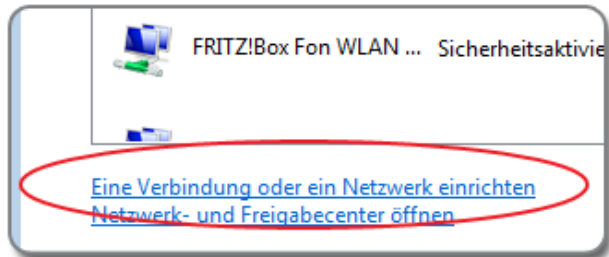 FRITZ!Box Fon WLAN ... Sicherheitsaktivie
Eine Verbindung oder ein Netzwerk einrichten
Netzwerk- und Freigabecenter öffnen